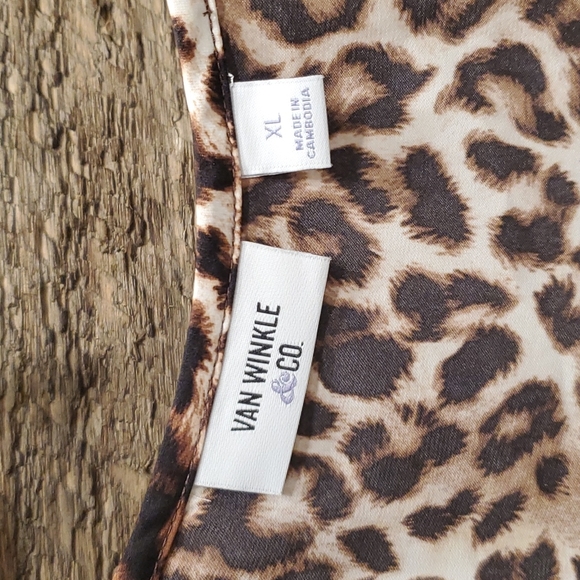 XL
MADE IN
CAMBODIA
VAN WINKLE
& CO.